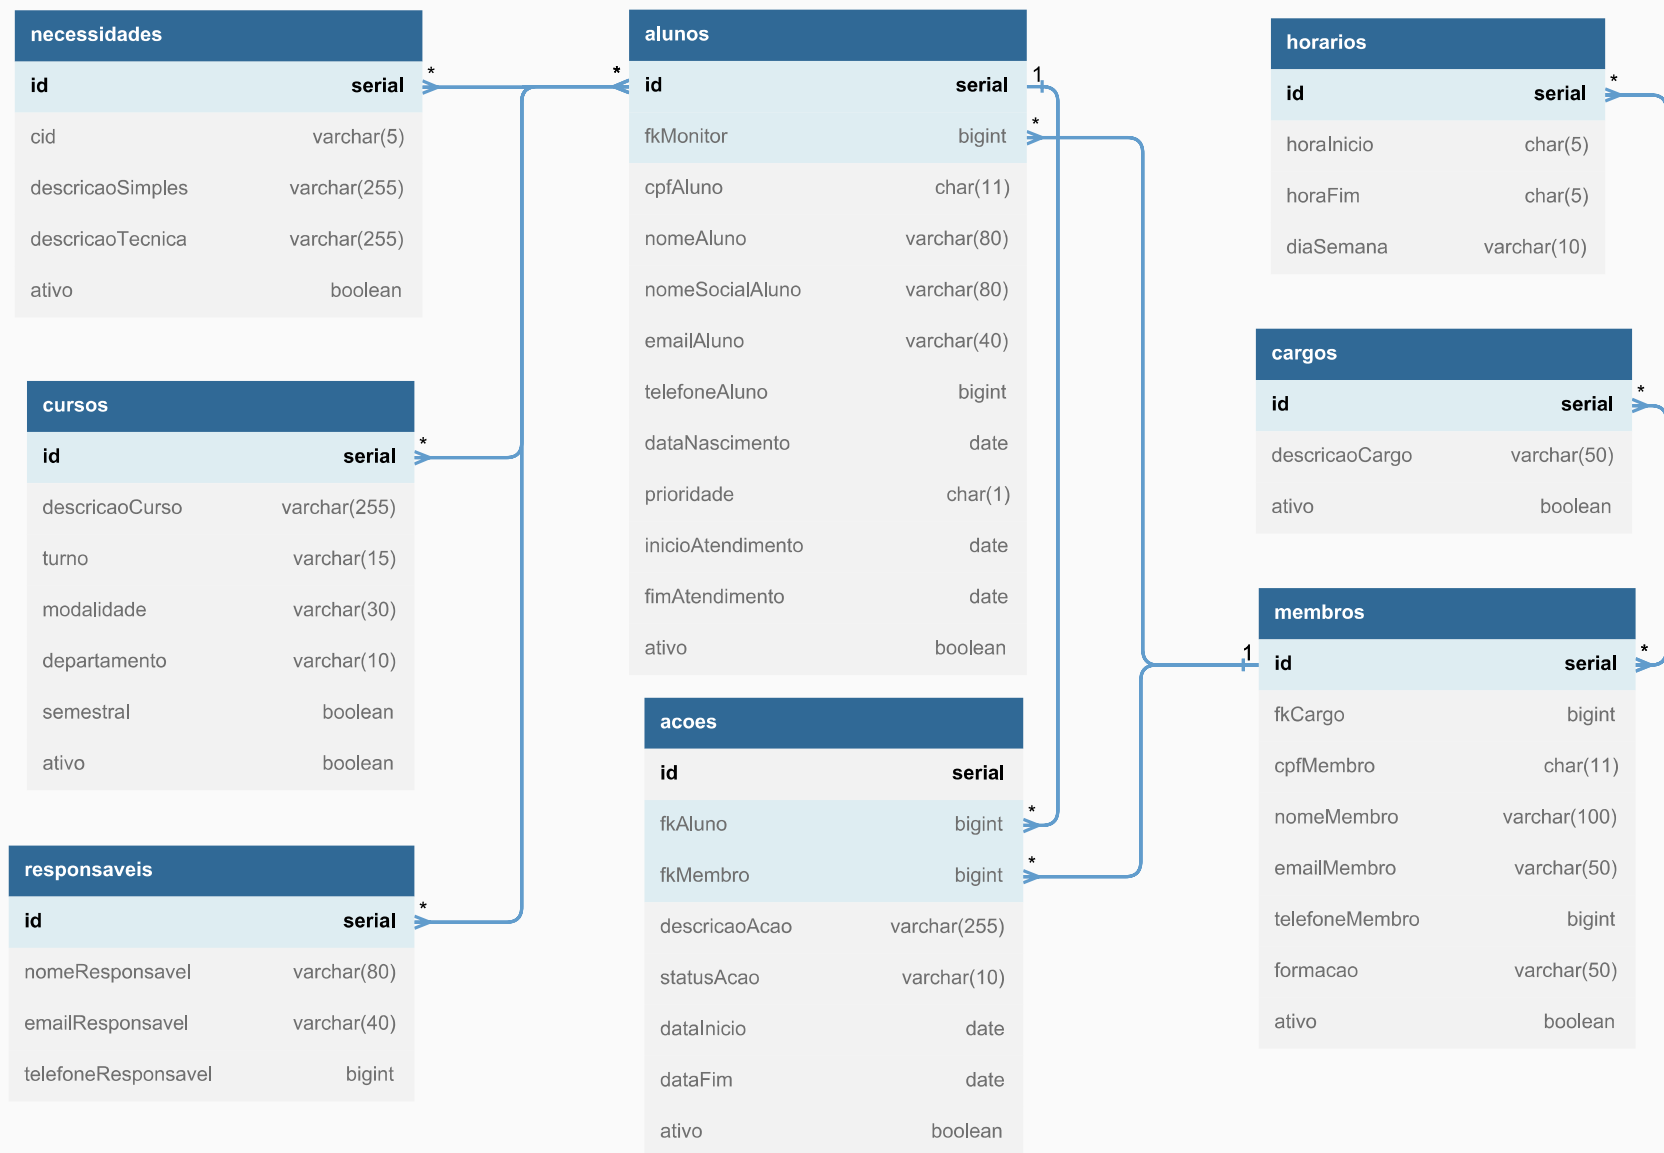 necessidades
id serial
cid varchar(5)
descricaoSimples varchar(255)
descricaoTecnica varchar(255)
ativo boolean
*
cursos
id serial
descricaoCurso varchar(255)
turno varchar(15)
modalidade varchar(30)
departamento varchar(10)
semestral boolean
ativo boolean
*
responsaveis
id serial
nomeResponsavel varchar(80)
emailResponsavel varchar(40)
telefoneResponsavel bigint
*
*
alunos
id serial
fkMonitor bigint
cpfAluno char(11)
nomeAluno varchar(80)
nomeSocialAluno varchar(80)
emailAluno varchar(40)
telefoneAluno bigint
dataNascimento date
prioridade char(1)
inicioAtendimento date
fimAtendimento date
ativo boolean
1
*
acoes
id serial
fkAluno bigint
fkMembro bigint
descricaoAcao varchar(255)
statusAcao varchar(10)
dataInicio date
dataFim date
ativo boolean
*
*
horarios
id serial
horaInicio char(5)
horaFim char(5)
diaSemana varchar(10)
*
cargos
id serial
descricaoCargo varchar(50)
ativo boolean
*
1
membros
id serial
fkCargo bigint
cpfMembro char(11)
nomeMembro varchar(100)
emailMembro varchar(50)
telefoneMembro bigint
formacao varchar(50)
ativo boolean
*